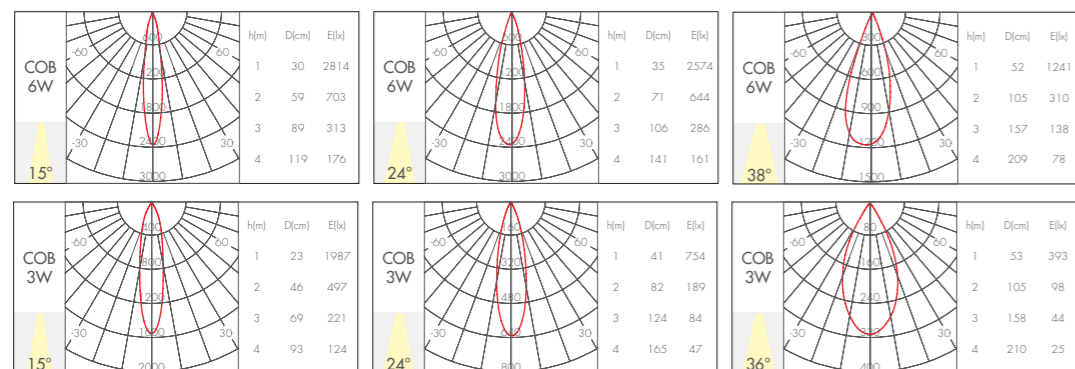 COB
6W
15°
600
1200
1800
2400
3000
-60
60
-30
30
h(m) D(cm) E(lx)
1 30 2814
2 59 703
3 89 313
4 119 176
COB
6W
24°
600
1200
1800
2400
3000
-60
60
-30
30
h(m) D(cm) E(lx)
1 35 2574
2 71 644
3 106 286
4 141 161
COB
6W
38°
300
600
900
1200
1500
-60
60
-30
30
h(m) D(cm) E(lx)
1 52 1241
2 105 310
3 157 138
4 209 78
COB
3W
15°
400
800
1200
1600
2000
-60
60
-30
30
h(m) D(cm) E(lx)
1 23 1987
2 46 497
3 69 221
4 93 124
COB
3W
24°
160
320
480
640
800
-60
60
-30
30
h(m) D(cm) E(lx)
1 41 754
2 82 189
3 124 84
4 165 47
COB
3W
36°
80
160
240
320
400
-60
60
-30
30
h(m) D(cm) E(lx)
1 53 393
2 105 98
3 158 44
4 210 25